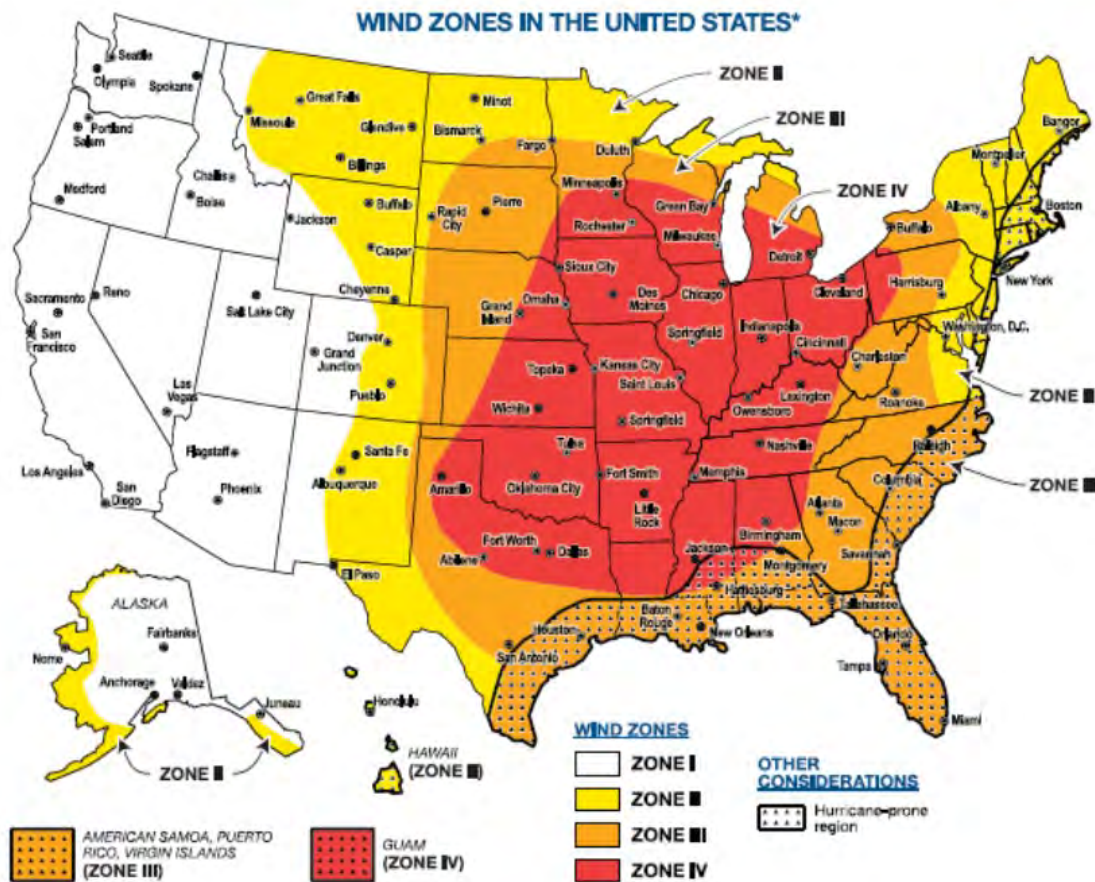 WIND ZONES IN THE UNITED STATES*
Seattle
Olympia
Spokane
Portland
Salem
Medford
Great Falls
Missoula
Glendive
Billings
Challis
Boise
Jackson
Buffalo
Casper
Cheyenne
Minot
Bismarck
Fargo
Duluth
ZONE II
ZONE III
ZONE IV
Minneapolis
Rapid
City
Pierre
Rochester
Green Bay
Milwaukee
Detroit
Buffalo
Albany
Montpelier
Bangor
Boston
New York
Harrisburg
Cleveland
Washington, D.C.
Sioux City
Omaha
Des
Moines
Grand
Island
Chicago
Springfield
Indianapolis
Cincinnati
Charleston
Roanoke
ZONE II
Sacramento
Reno
San
Francisco
Salt Lake City
Denver
Grand
Junction
Pueblo
Topeka
Kansas City
Saint Louis
Lexington
Owensboro
Wichita
Springfield
Las
Vegas
Los Angeles
San
Diego
Flagstaff
Phoenix
Santa Fe
Albuquerque
El Paso
Amarillo
Tulsa
Oklahoma City
Fort Smith
Little
Rock
Memphis
Nashville
Raleigh
Columbia
ZONE III
Atlanta
Macon
Birmingham
Savannah
Fort Worth
Dallas
Abilene
Jackson
Montgomery
Hattiesburg
Tallahassee
Baton
Rouge
Houston
New Orleans
San Antonio
Orlando
Tampa
Miami
ALASKA
Fairbanks
Nome
Anchorage
Valdez
Juneau
ZONE II
Honolulu
HAWAII
(ZONE II)
WIND ZONES
ZONE I
ZONE II
ZONE III
ZONE IV
OTHER
CONSIDERATIONS
Hurricane-prone
region
AMERICAN SAMOA, PUERTO
RICO, VIRGIN ISLANDS
(ZONE III)
GUAM
(ZONE IV)